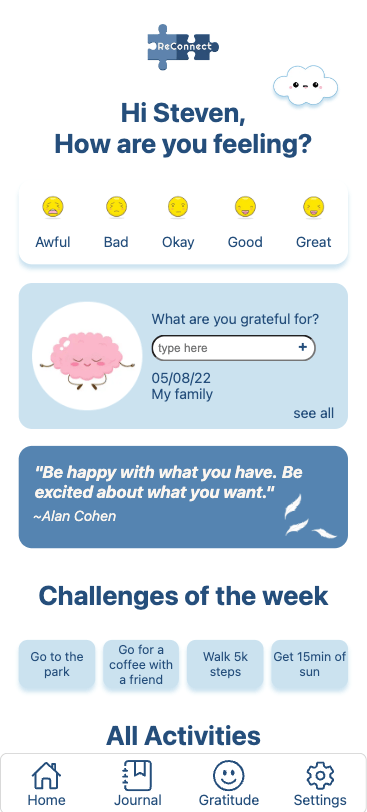 ReConnect
Hi Steven,
How are you feeling?
Awful
Bad
Okay
Good
Great
What are you grateful for?
type here
+
05/08/22
My family
see all
"Be happy with what you have. Be
excited about what you want."
~Alan Cohen
Challenges of the week
Go to the
park
Go for a
coffee with
a friend
Walk 5k
steps
Get 15min of
sun
All Activities
Home
Journal
Gratitude
Settings